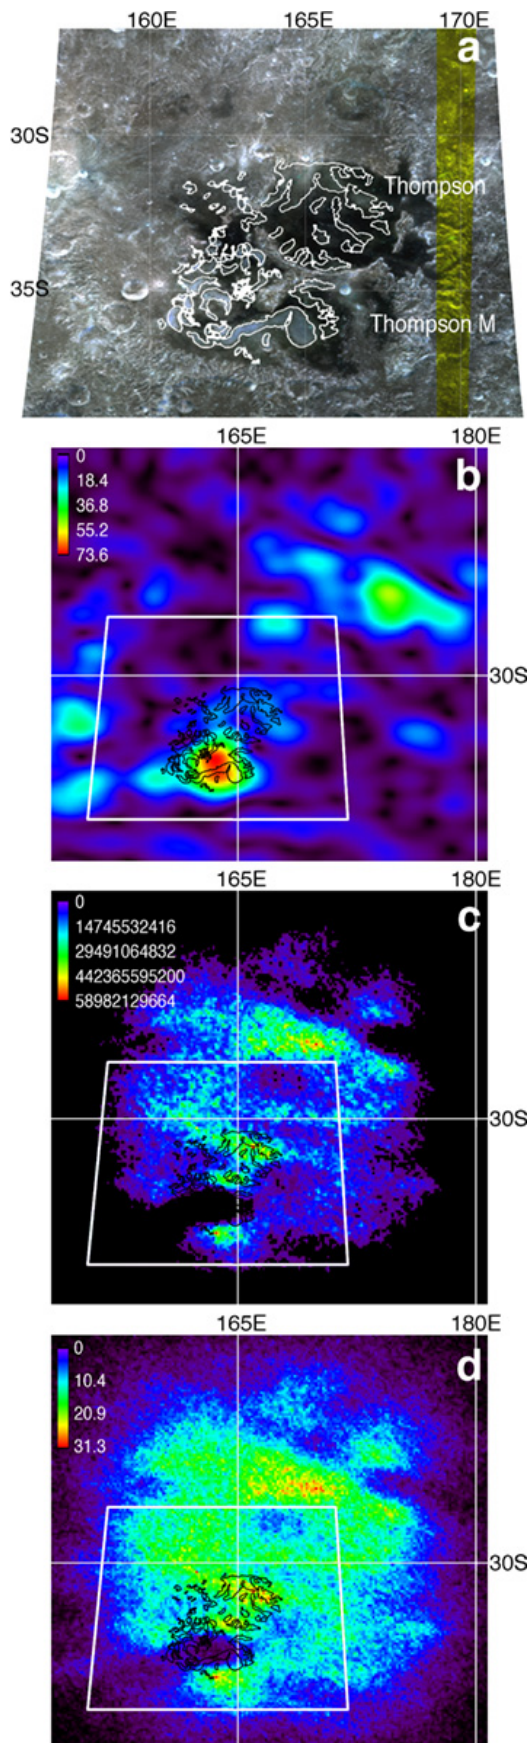 160E 165E 170E
a
30S
Thompson
35S
Thompson M
165E 180E
b
0
18.4
36.8
55.2
73.6
30S
165E 180E
c
0
14745532416
29491064832
442365595200
58982129664
30S
165E 180E
d
0
10.4
20.9
31.3
30S